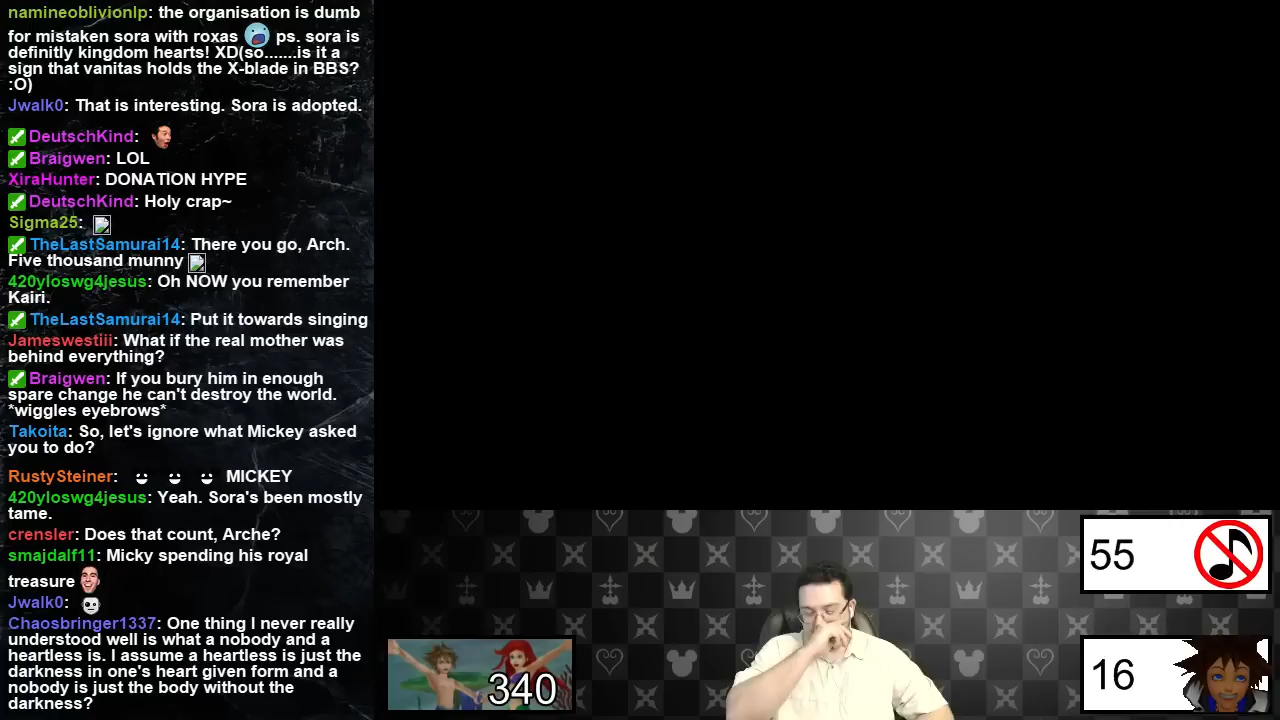 namineoblivionlp: the organisation is dumb
for mistaken sora with roxas ps. sora is
definitly kingdom hearts! XD(so.......is it a
sign that vanitas holds the X-blade in BBS?
:O)
Jwalk0: That is interesting. Sora is adopted.
DeutschKind:
Braigwen: LOL
XiraHunter: DONATION HYPE
DeutschKind: Holy crap~
Sigma25:
TheLastSamurai14: There you go, Arch.
Five thousand munny
420yloswg4jesus: Oh NOW you remember
Kairi.
TheLastSamurai14: Put it towards singing
Jameswestiii: What if the real mother was
behind everything?
Braigwen: If you bury him in enough
spare change he can't destroy the world.
*wiggles eyebrows*
Takoita: So, let's ignore what Mickey asked
you to do?
RustySteiner: MICKEY
420yloswg4jesus: Yeah. Sora's been mostly
tame.
crensler: Does that count, Arche?
smajdalf11: Micky spending his royal
treasure
Jwalk0:
Chaosbringer1337: One thing I never really
understood well is what a nobody and a
heartless is. I assume a heartless is just the
darkness in one's heart given form and a
nobody is just the body without the
darkness?
55
340
16